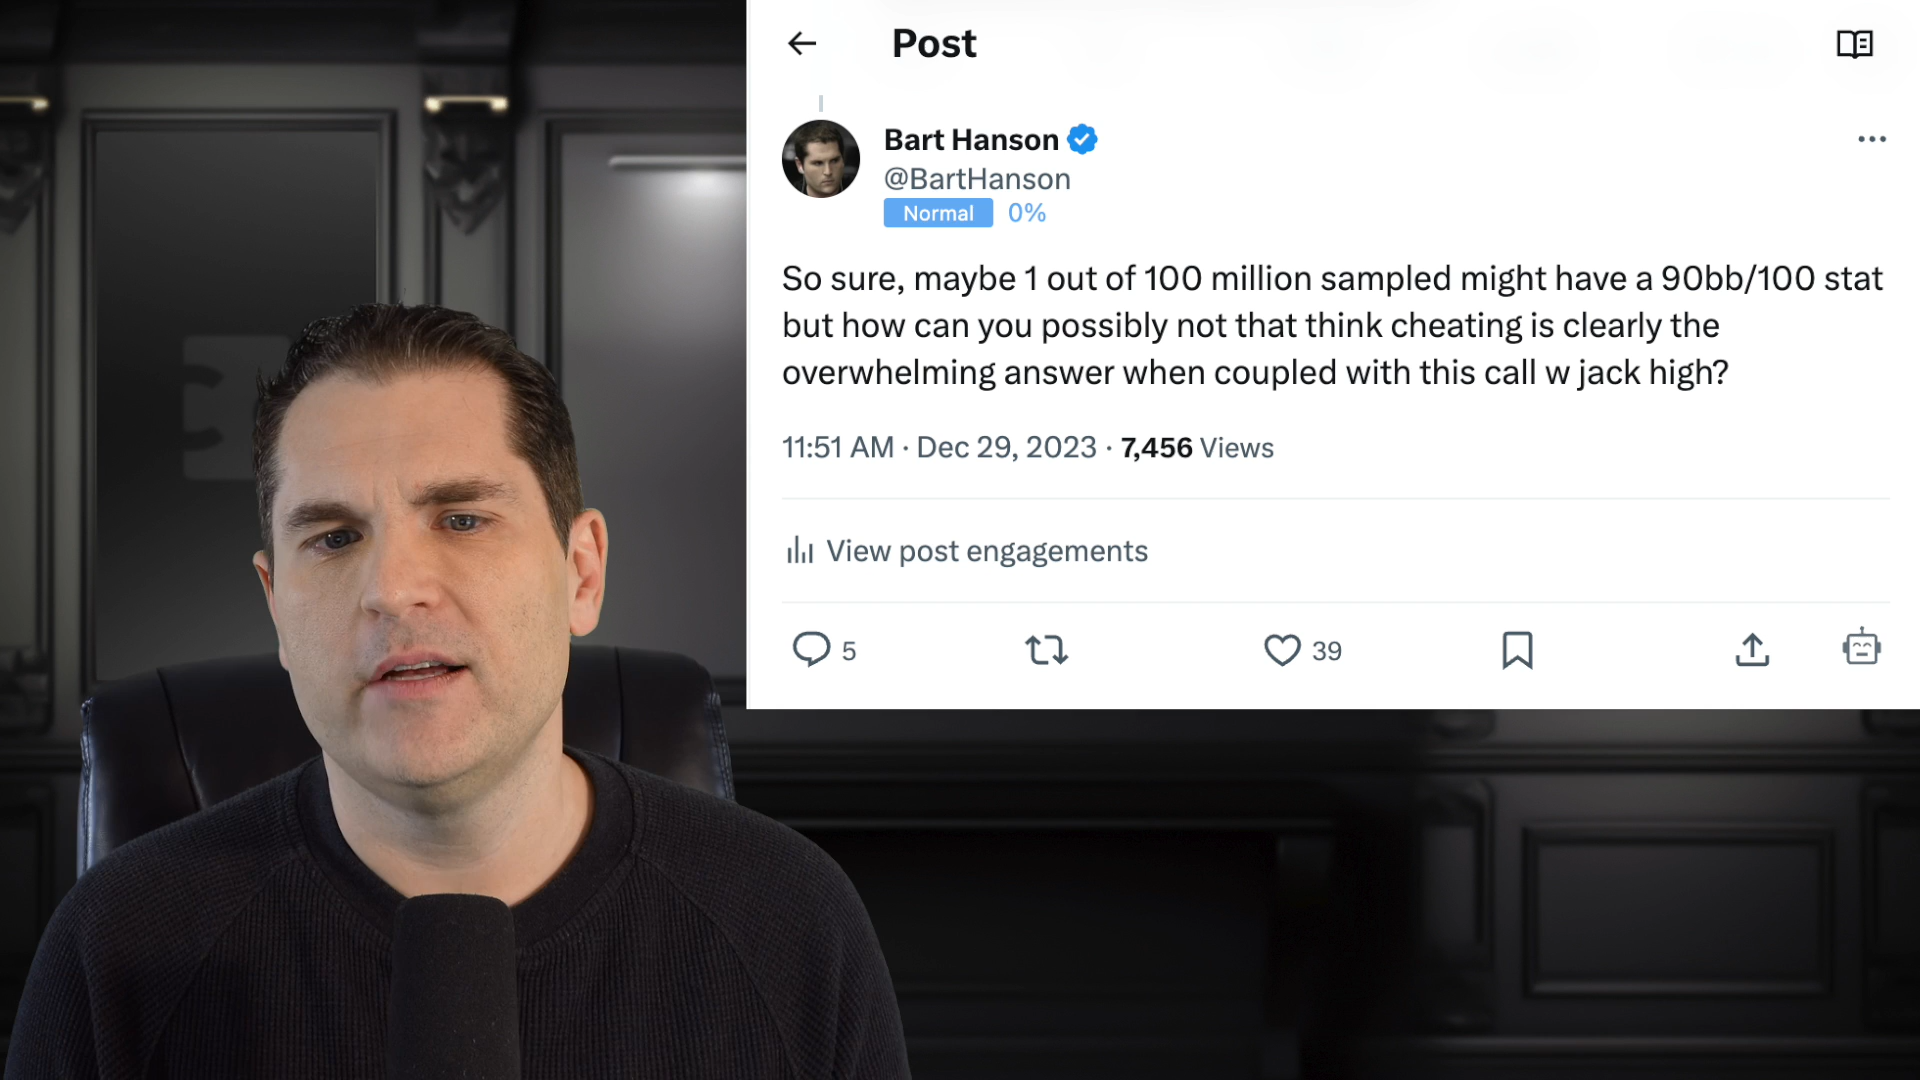 Post
Bart Hanson
@BartHanson
Normal 0%
So sure, maybe 1 out of 100 million sampled might have a 90bb/100 stat
but how can you possibly not that think cheating is clearly the
overwhelming answer when coupled with this call w jack high?
11:51 AM · Dec 29, 2023 · 7,456 Views
View post engagements
5 39